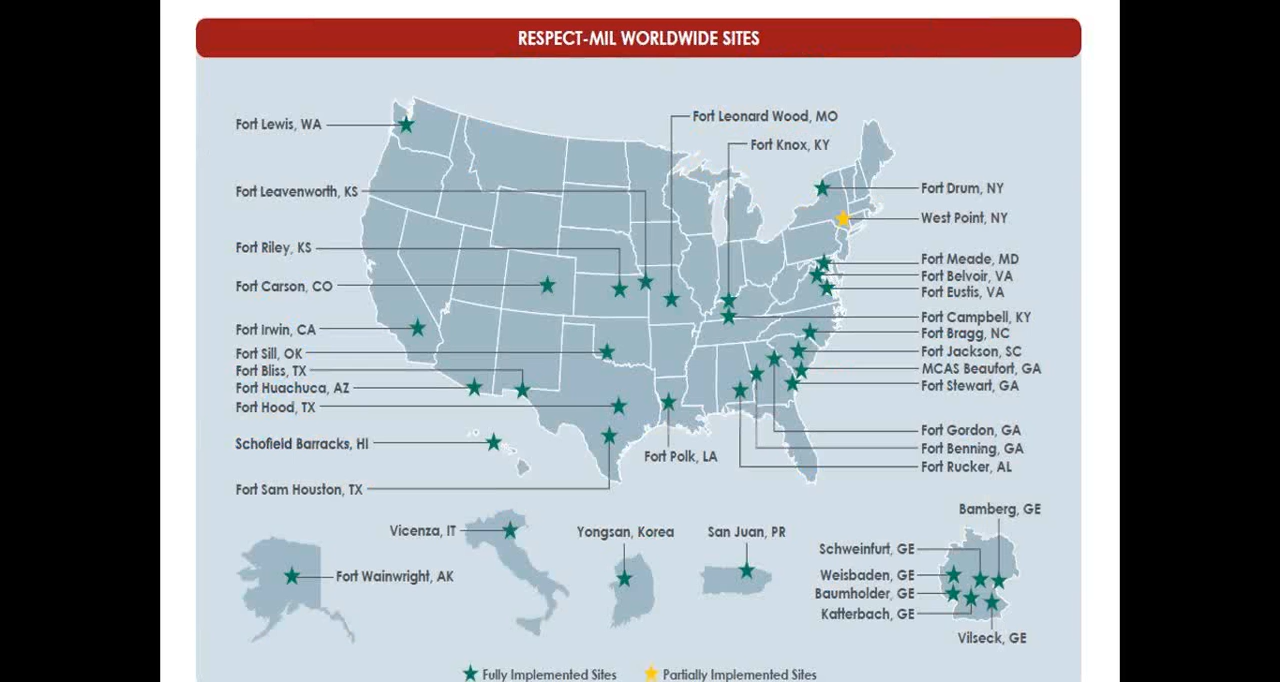 RESPECT-MIL WORLDWIDE SITES
Fort Lewis, WA
Fort Leavenworth, KS
Fort Riley, KS
Fort Carson, CO
Fort Irwin, CA
Fort Sill, OK
Fort Bliss, TX
Fort Huachuca, AZ
Fort Hood, TX
Schofield Barracks, HI
Fort Sam Houston, TX
Fort Leonard Wood, MO
Fort Knox, KY
Fort Drum, NY
West Point, NY
Fort Meade, MD
Fort Belvoir, VA
Fort Eustis, VA
Fort Campbell, KY
Fort Bragg, NC
Fort Jackson, SC
MCAS Beaufort, GA
Fort Stewart, GA
Fort Gordon, GA
Fort Benning, GA
Fort Rucker, AL
Fort Polk, LA
Fort Wainwright, AK
Vicenza, IT
Yongsan, Korea
San Juan, PR
Bamberg, GE
Schweinfurt, GE
Weisbaden, GE
Baumholder, GE
Katterbach, GE
Vilseck, GE
Fully Implemented Sites
Partially Implemented Sites